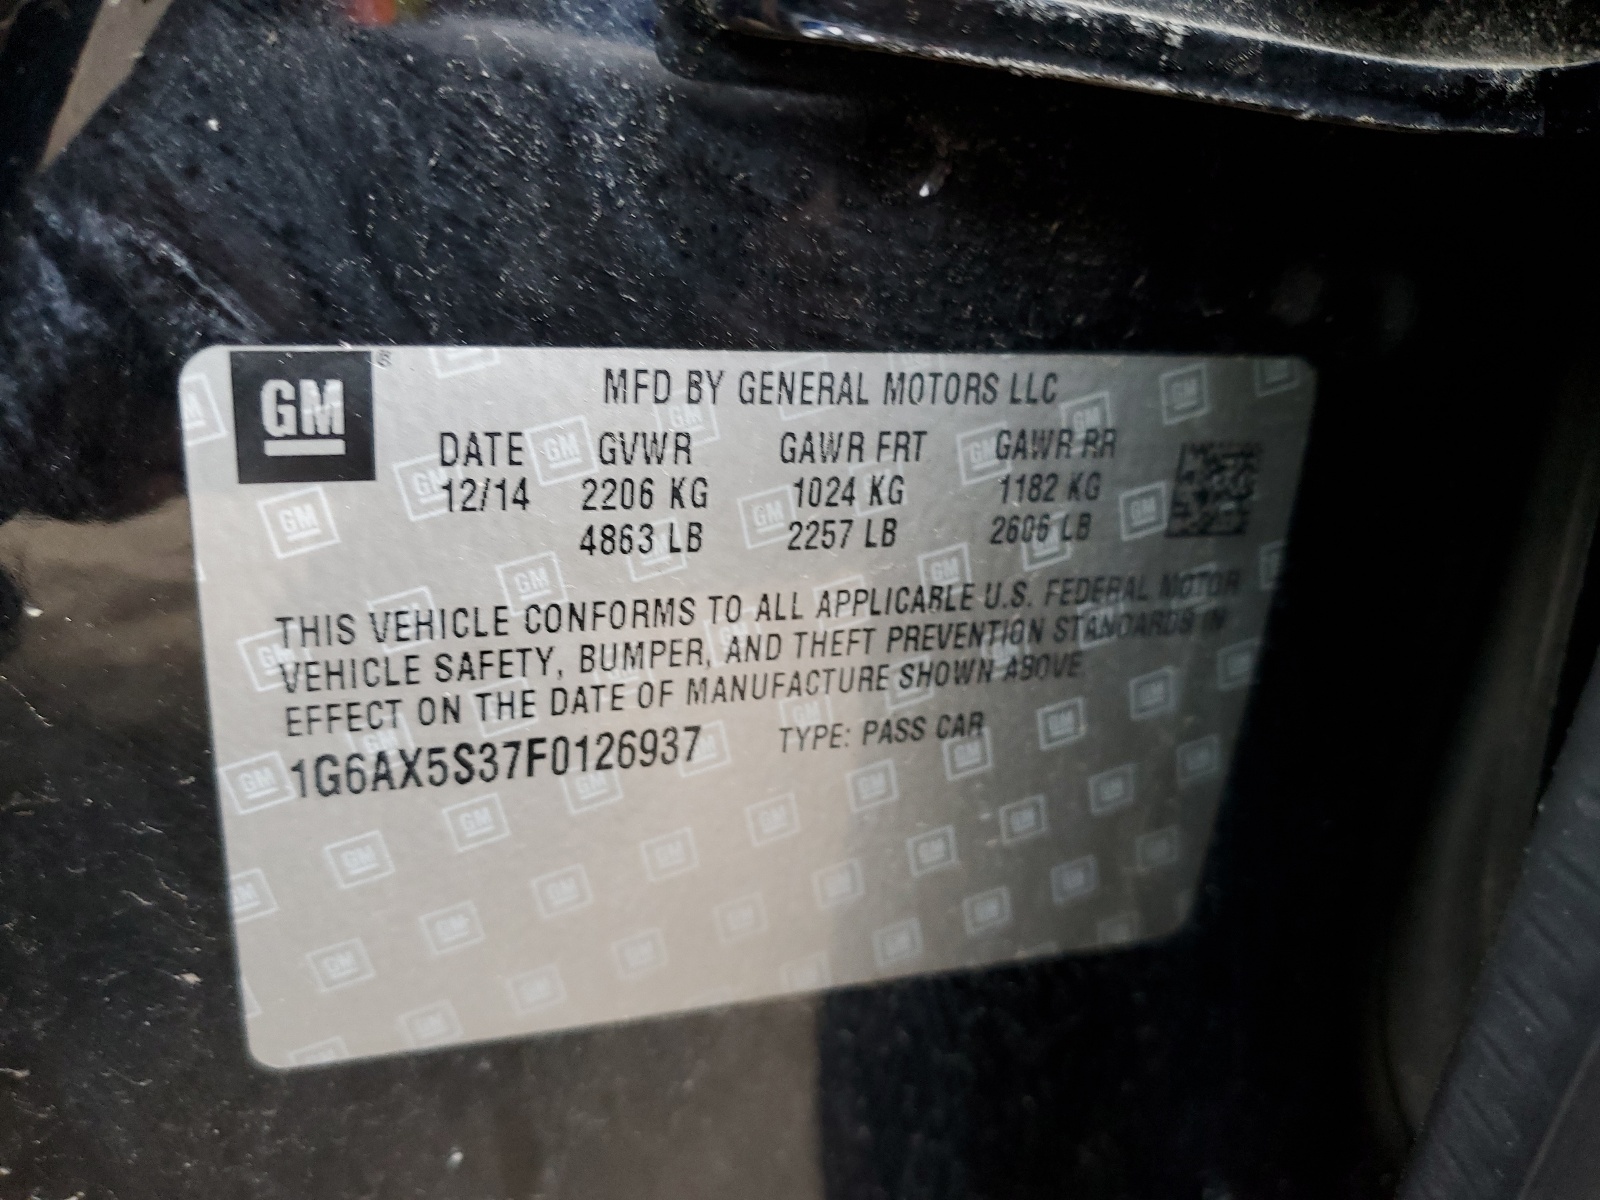 GM
MFD BY GENERAL MOTORS LLC
DATE GVWR GAWR FRT GAWR RR
12/14 2206 KG 1024 KG 1182 KG
4863 LB 2257 LB 2606 LB
THIS VEHICLE CONFORMS TO ALL APPLICABLE U.S. FEDERAL MOTOR
VEHICLE SAFETY, BUMPER, AND THEFT PREVENTION STANDARDS IN
EFFECT ON THE DATE OF MANUFACTURE SHOWN ABOVE
1G6AX5S37F0126937 TYPE: PASS CAR